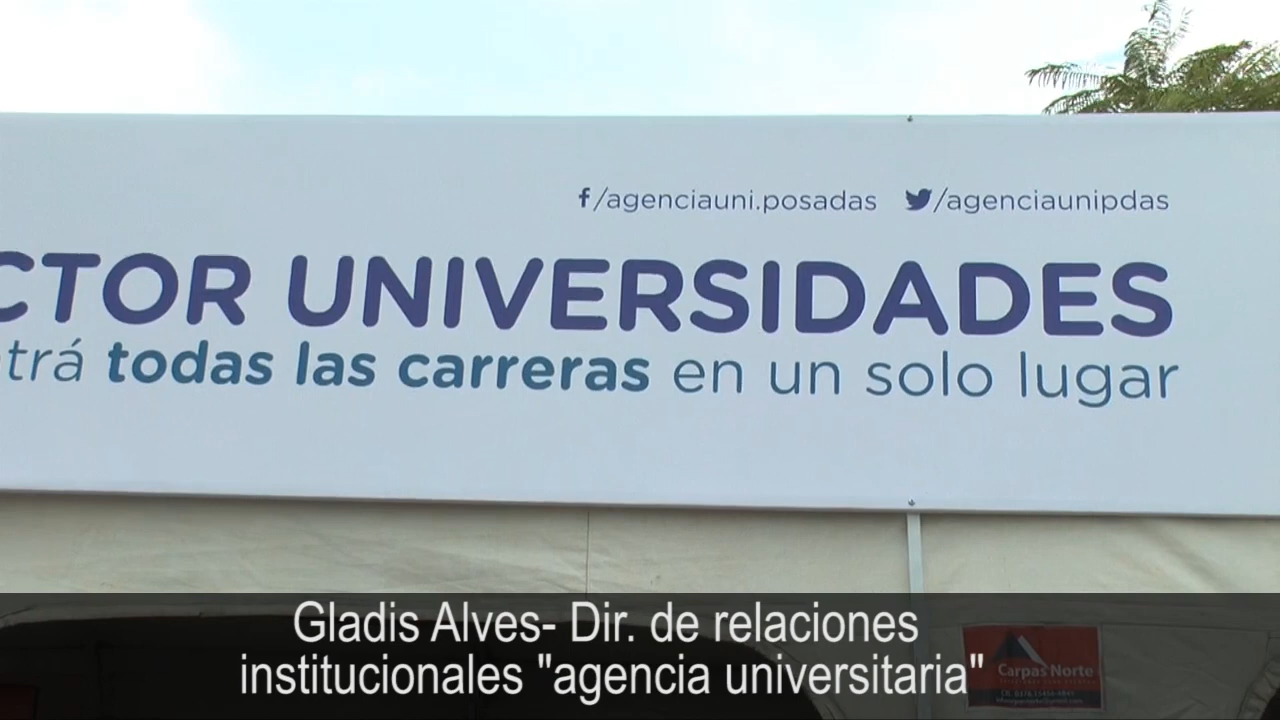 f/agenciauni.posadas /agenciaunipdas
CTOR UNIVERSIDADES
trá todas las carreras en un solo lugar
Gladis Alves- Dir. de relaciones
institucionales "agencia universitaria"
Carpas Norte